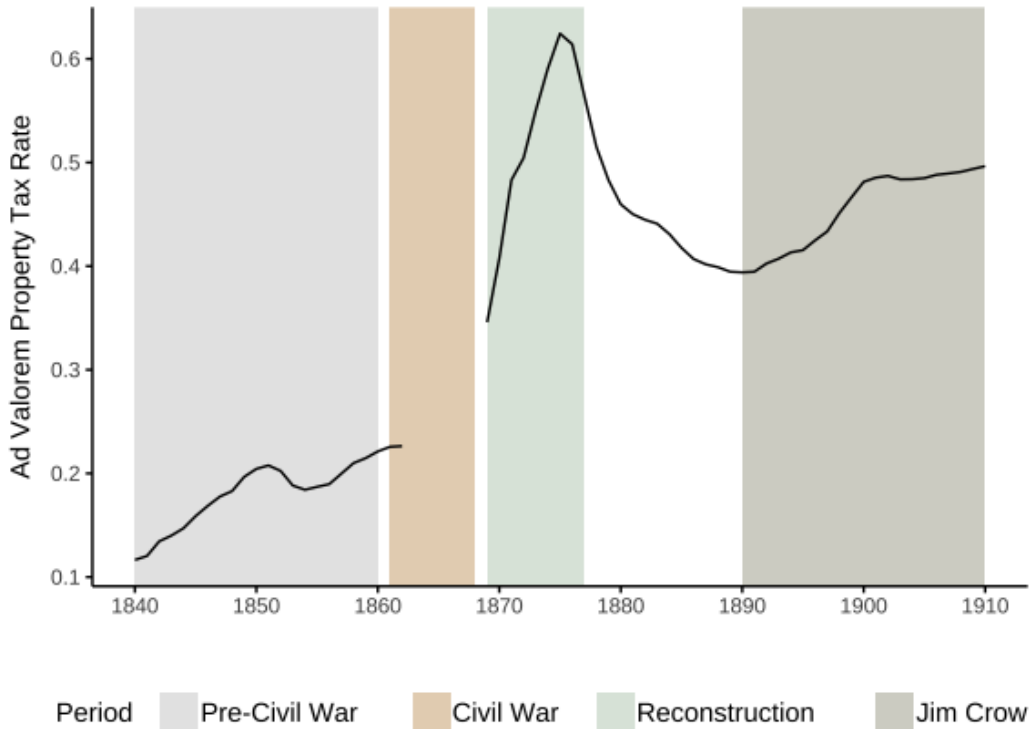 Ad Valorem Property Tax Rate
0.6
0.5
0.4
0.3
0.2
0.1
1840 1850 1860 1870 1880 1890 1900 1910
Period Pre-Civil War Civil War Reconstruction Jim Crow